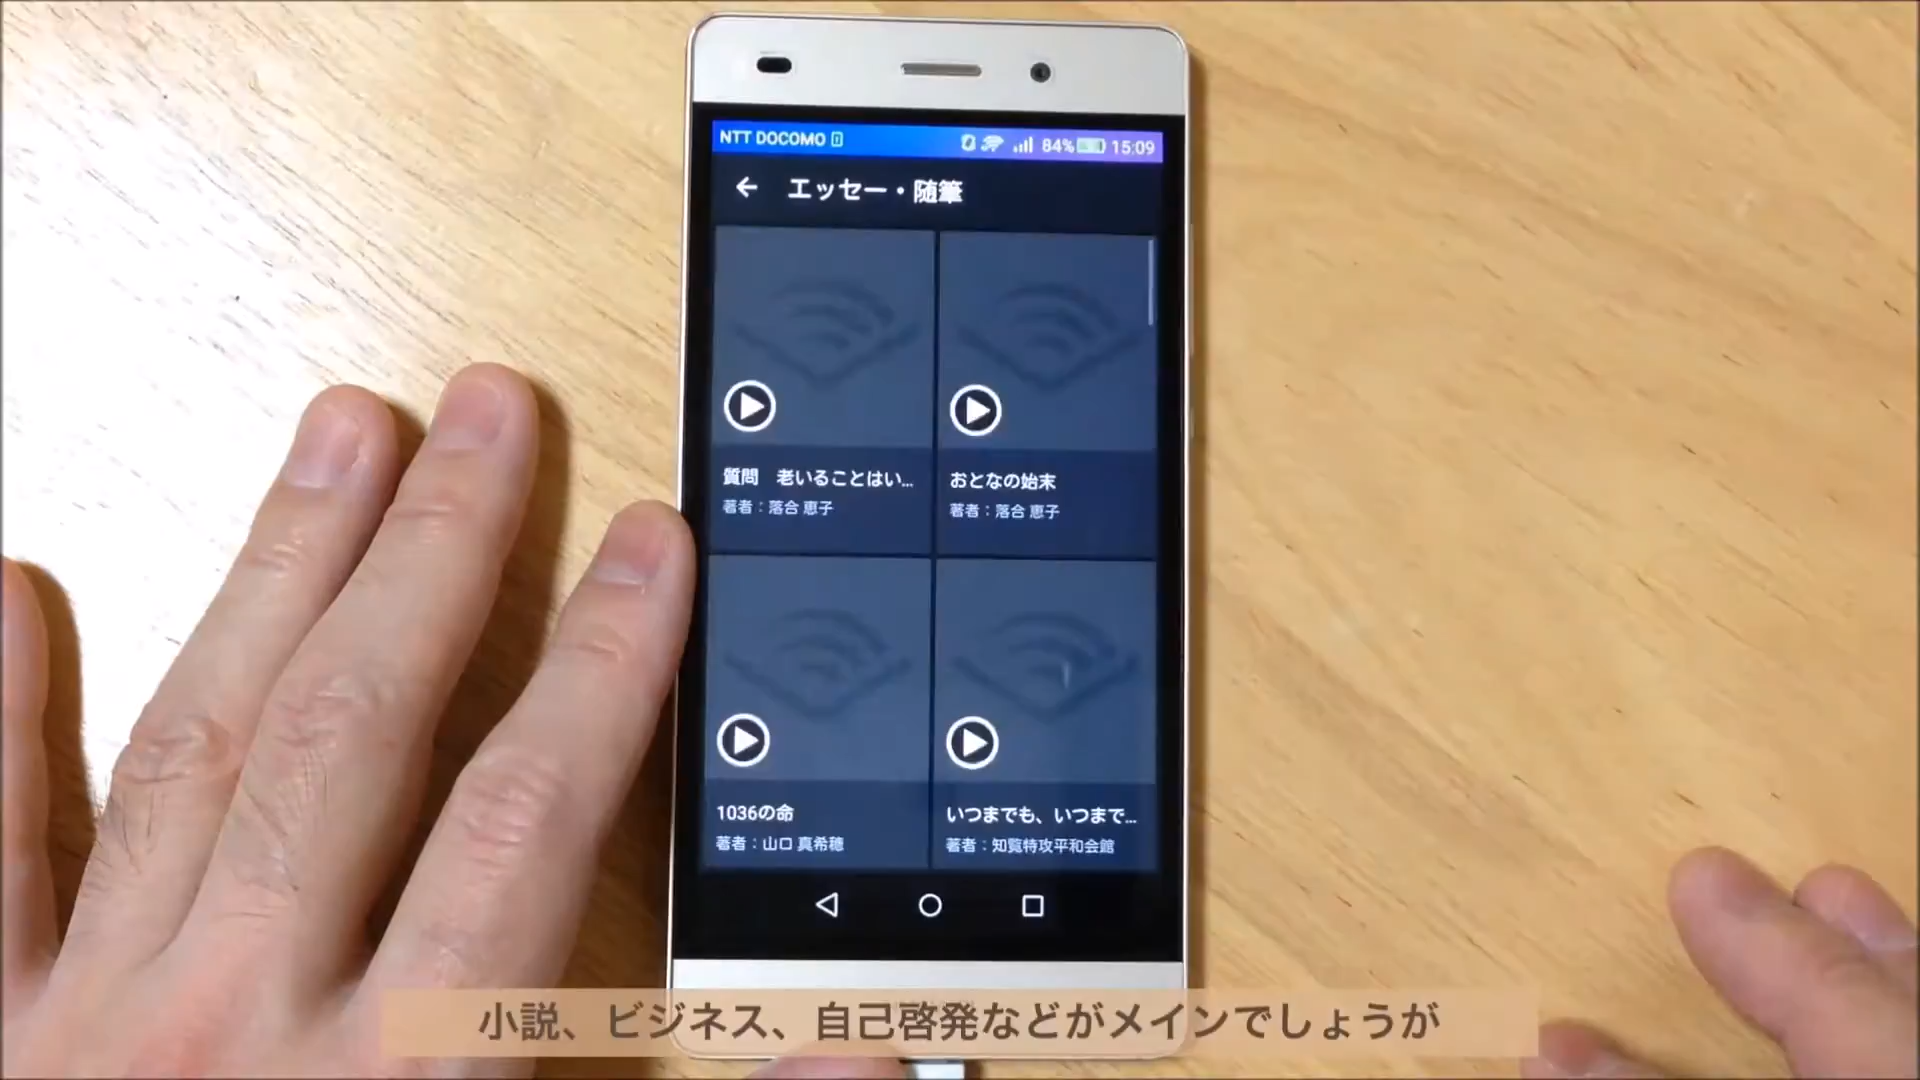 NTT DOCOMO 84% 15:09
エッセー・随筆
質問　老いることはい…
著者：落合 恵子
おとなの始末
著者：落合 恵子
1036の命
著者：山口 真希穂
いつまでも、いつまで…
著者：知覧特攻平和会館
小説、ビジネス、自己啓発などがメインでしょうが